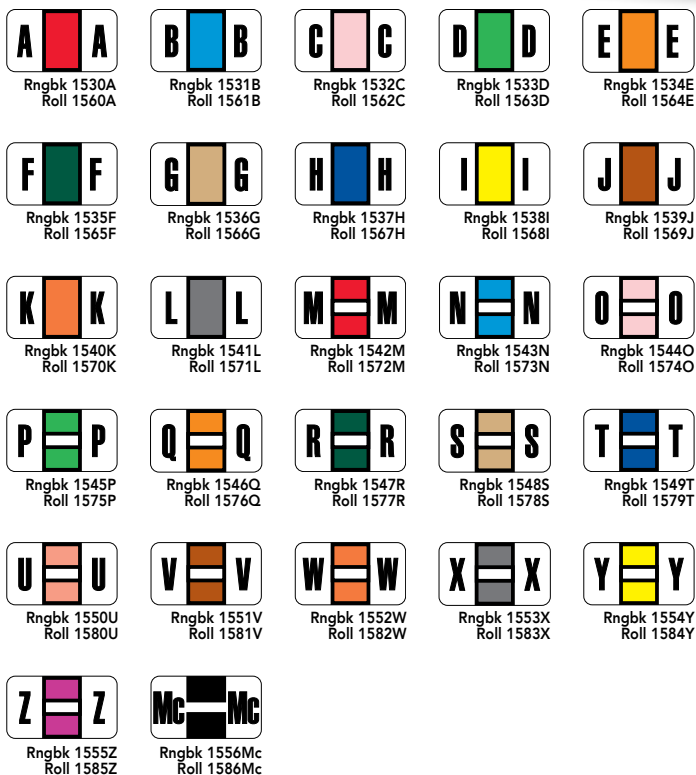 A A
Rngbk 1530A
Roll 1560A
B B
Rngbk 1531B
Roll 1561B
C C
Rngbk 1532C
Roll 1562C
D D
Rngbk 1533D
Roll 1563D
E E
Rngbk 1534E
Roll 1564E
F F
Rngbk 1535F
Roll 1565F
G G
Rngbk 1536G
Roll 1566G
H H
Rngbk 1537H
Roll 1567H
I I
Rngbk 1538I
Roll 1568I
J J
Rngbk 1539J
Roll 1569J
K K
Rngbk 1540K
Roll 1570K
L L
Rngbk 1541L
Roll 1571L
M M
Rngbk 1542M
Roll 1572M
N N
Rngbk 1543N
Roll 1573N
O O
Rngbk 1544O
Roll 1574O
P P
Rngbk 1545P
Roll 1575P
Q Q
Rngbk 1546Q
Roll 1576Q
R R
Rngbk 1547R
Roll 1577R
S S
Rngbk 1548S
Roll 1578S
T T
Rngbk 1549T
Roll 1579T
U U
Rngbk 1550U
Roll 1580U
V V
Rngbk 1551V
Roll 1581V
W W
Rngbk 1552W
Roll 1582W
X X
Rngbk 1553X
Roll 1583X
Y Y
Rngbk 1554Y
Roll 1584Y
Z Z
Rngbk 1555Z
Roll 1585Z
Mc Mc
Rngbk 1556Mc
Roll 1586Mc